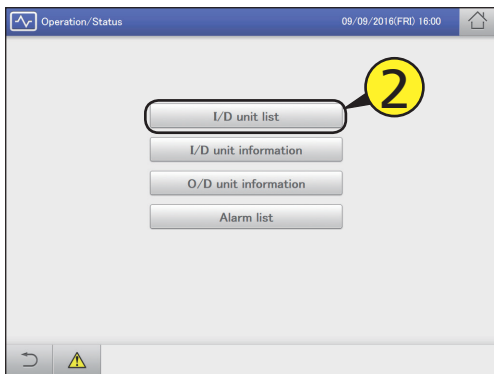 Operation/Status 09/09/2016(FRI) 16:00
2
I/D unit list
I/D unit information
O/D unit information
Alarm list